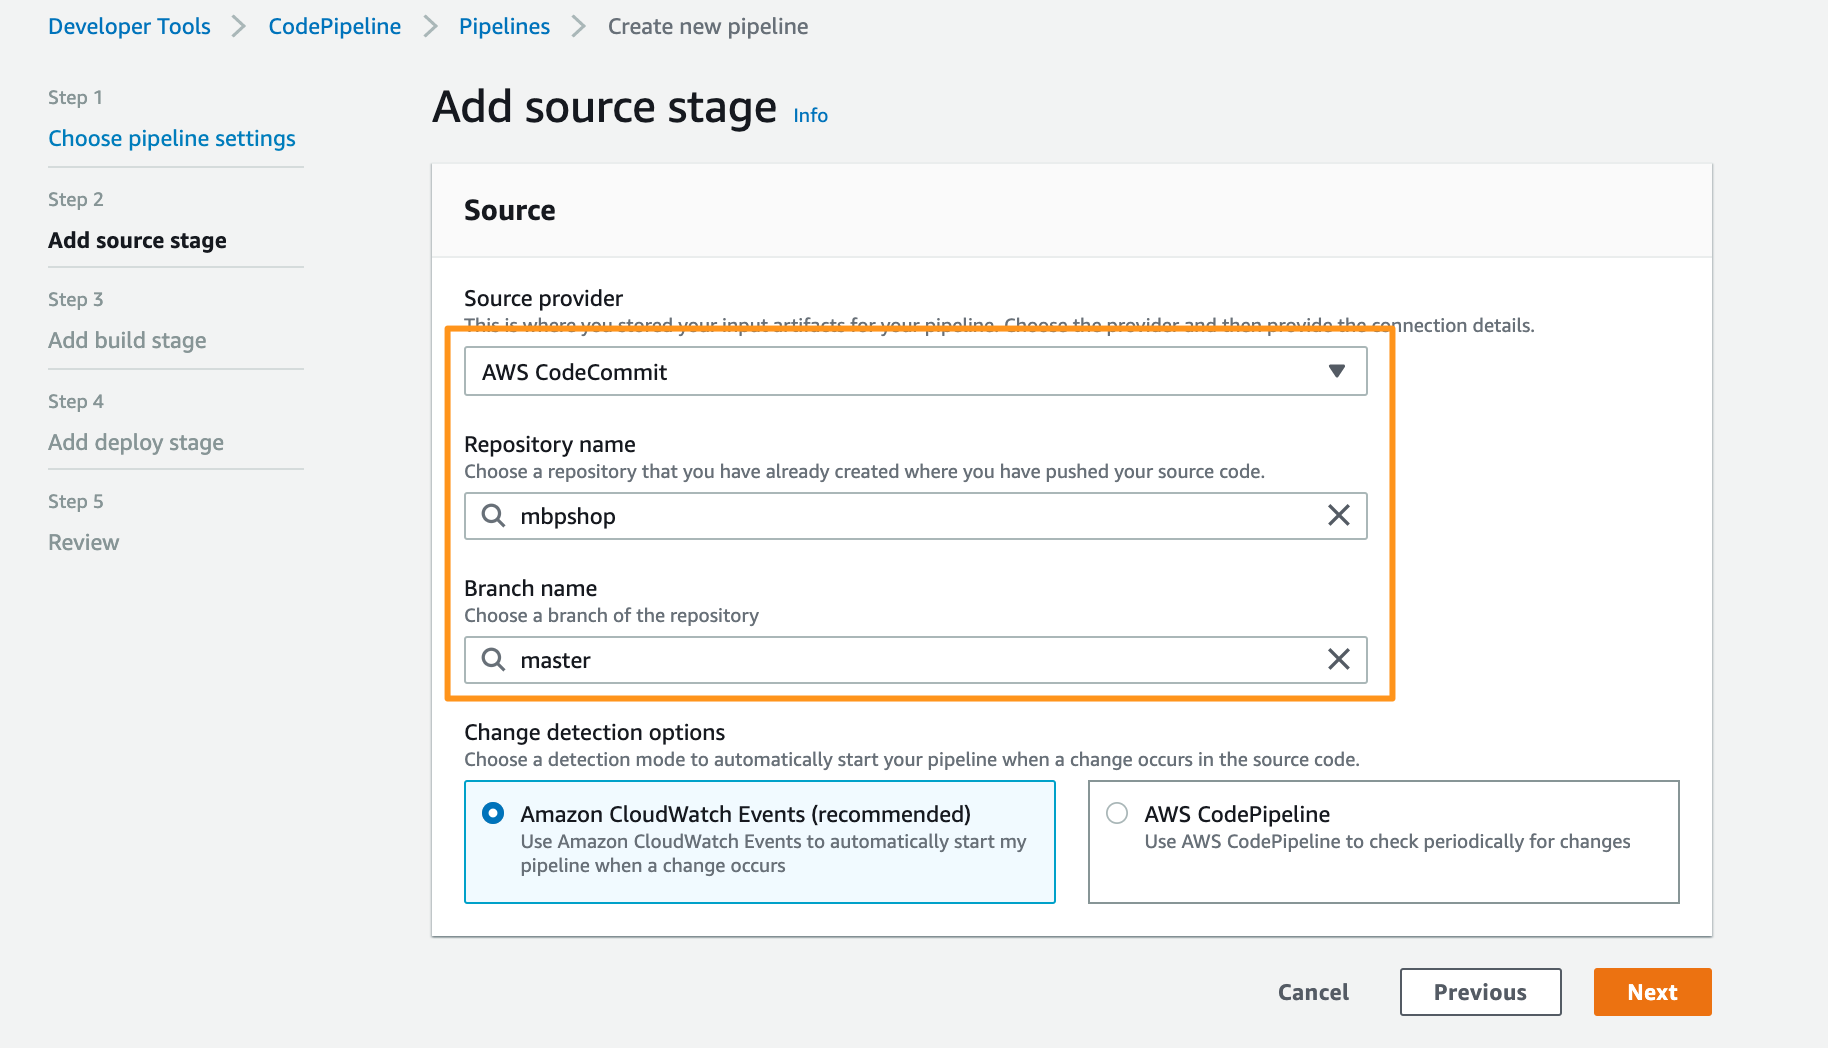 Developer Tools > CodePipeline > Pipelines > Create new pipeline
Step 1
Choose pipeline settings
Step 2
Add source stage
Step 3
Add build stage
Step 4
Add deploy stage
Step 5
Review
Add source stage Info
Source
Source provider
This is where you stored your input artifacts for your pipeline. Choose the provider and then provide the connection details.
AWS CodeCommit
Repository name
Choose a repository that you have already created where you have pushed your source code.
mbpshop
Branch name
Choose a branch of the repository
master
Change detection options
Choose a detection mode to automatically start your pipeline when a change occurs in the source code.
Amazon CloudWatch Events (recommended)
Use Amazon CloudWatch Events to automatically start my
pipeline when a change occurs
AWS CodePipeline
Use AWS CodePipeline to check periodically for changes
Cancel
Previous
Next